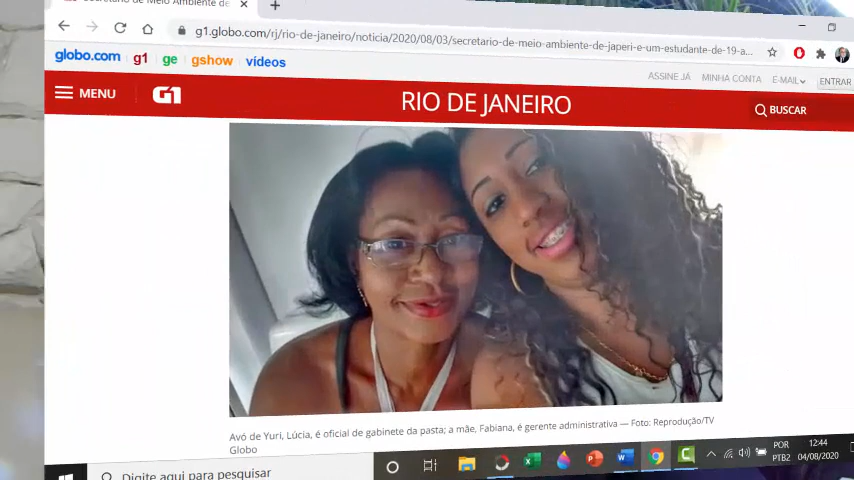 Secretário de Meio Ambiente de
g1.globo.com/rj/rio-de-janeiro/noticia/2020/08/03/secretario-de-meio-ambiente-de-japeri-e-um-estudante-de-19-a...
globo.com g1 ge gshow vídeos
ASSINE JÁ MINHA CONTA E-MAIL ENTRAR
MENU G1 RIO DE JANEIRO BUSCAR
Avó de Yuri, Lúcia, é oficial de gabinete da pasta; a mãe, Fabiana, é gerente administrativa — Foto: Reprodução/TV
Globo
Digite aqui para pesquisar
POR
PTB2
12:44
04/08/2020